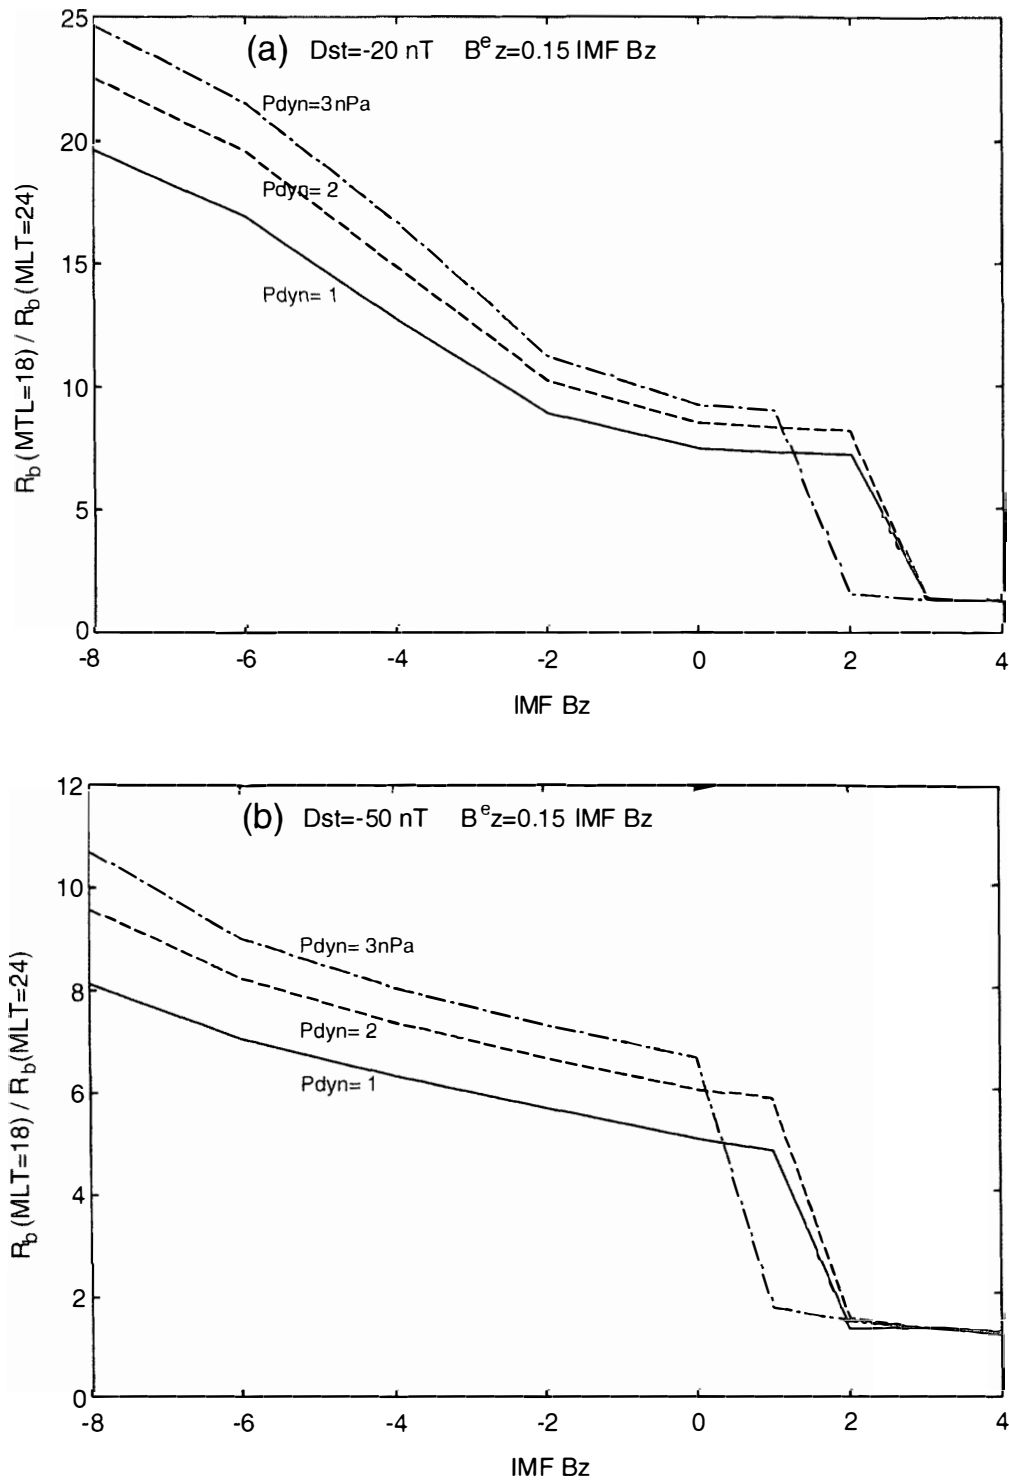 25
(a) Dst=-20 nT Bᵉz=0.15 IMF Bz
Pdyn=3nPa
20
Pdyn= 2
15
Pdyn= 1
10
5
0
R_b(MTL=18) / R_b(MLT=24)
-8 -6 -4 -2 0 2 4
IMF Bz
12
(b) Dst=-50 nT Bᵉz=0.15 IMF Bz
10
Pdyn= 3nPa
8
Pdyn= 2
Pdyn= 1
6
4
2
0
R_b(MLT=18) / R_b(MLT=24)
-8 -6 -4 -2 0 2 4
IMF Bz